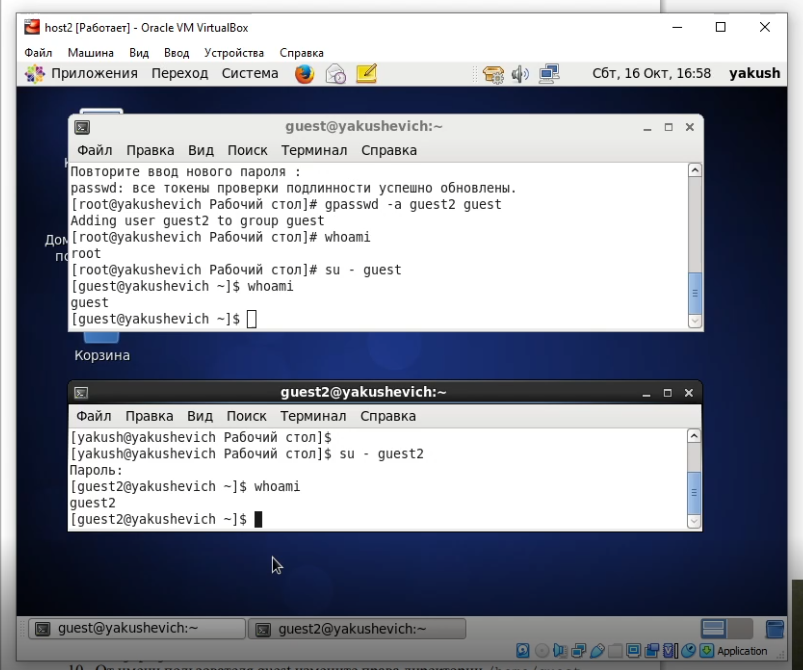 host2 [Работает] - Oracle VM VirtualBox
Файл Машина Вид Ввод Устройства Справка
Приложения Переход Система Сбт, 16 Окт, 16:58 yakush
guest@yakushevich:~
Файл Правка Вид Поиск Терминал Справка
Повторите ввод нового пароля :
passwd: все токены проверки подлинности успешно обновлены.
[root@yakushevich Рабочий стол]# gpasswd -a guest2 guest
Adding user guest2 to group guest
[root@yakushevich Рабочий стол]# whoami
root
[root@yakushevich Рабочий стол]# su - guest
[guest@yakushevich ~]$ whoami
guest
[guest@yakushevich ~]$
Корзина
guest2@yakushevich:~
Файл Правка Вид Поиск Терминал Справка
[yakush@yakushevich Рабочий стол]$
[yakush@yakushevich Рабочий стол]$ su - guest2
Пароль:
[guest2@yakushevich ~]$ whoami
guest2
[guest2@yakushevich ~]$
guest@yakushevich:~ guest2@yakushevich:~
Application